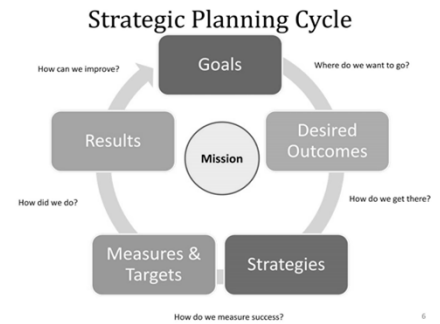 Strategic Planning Cycle
Goals
How can we improve?
Where do we want to go?
Results
Desired
Outcomes
Mission
How did we do?
How do we get there?
Measures &
Targets
Strategies
How do we measure success?
6